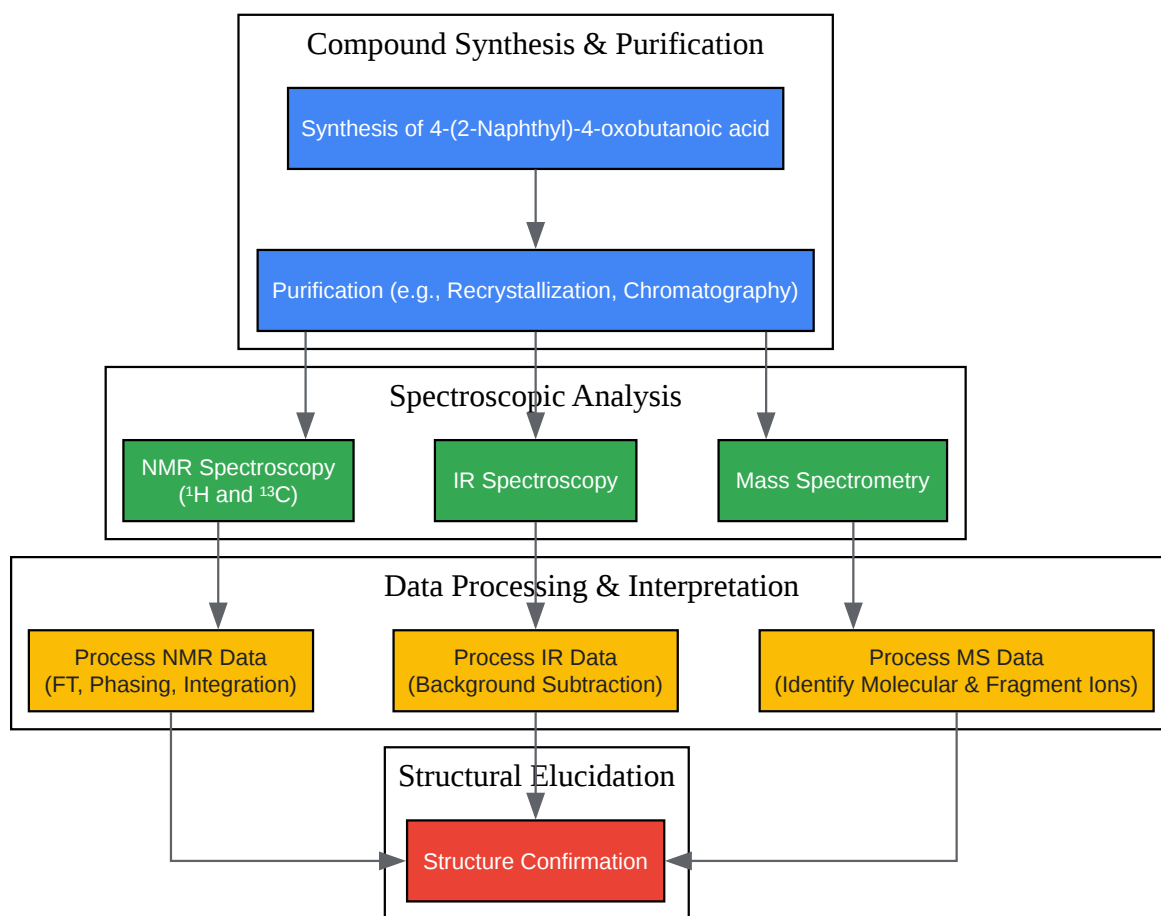 Compound Synthesis & Purification
Synthesis of 4-(2-Naphthyl)-4-oxobutanoic acid
Purification (e.g., Recrystallization, Chromatography)
Spectroscopic Analysis
NMR Spectroscopy
(¹H and ¹³C)
IR Spectroscopy
Mass Spectrometry
Data Processing & Interpretation
Process NMR Data
(FT, Phasing, Integration)
Process IR Data
(Background Subtraction)
Process MS Data
(Identify Molecular & Fragment Ions)
Structural Elucidation
Structure Confirmation